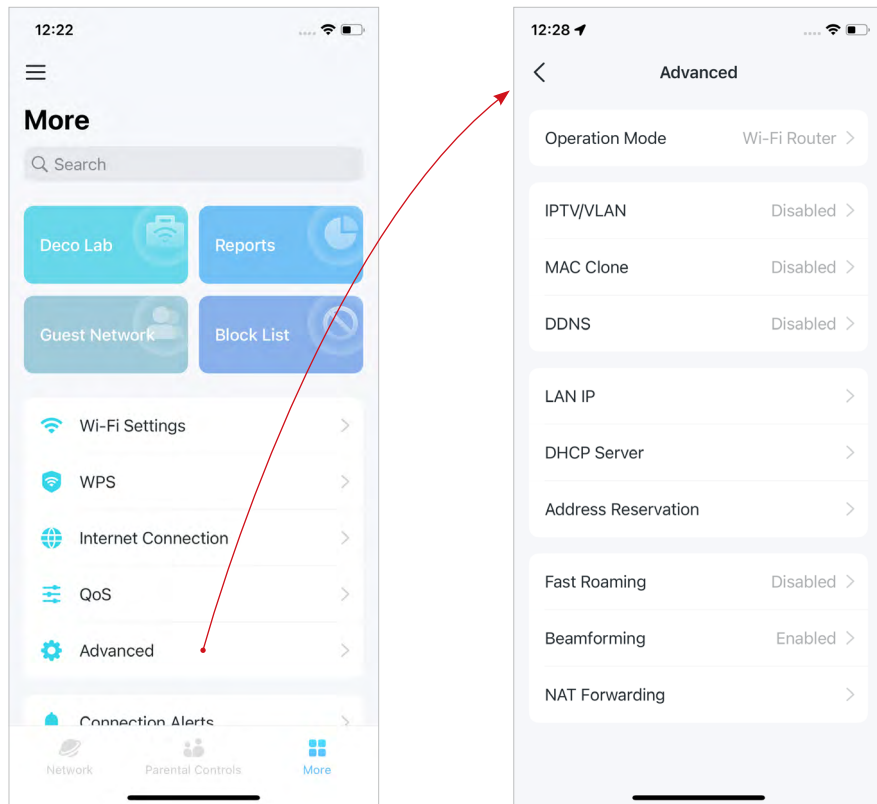 12:22
More
Search
Deco Lab
Reports
Guest Network
Block List
Wi-Fi Settings
WPS
Internet Connection
QoS
Advanced
Connection Alerts
Network
Parental Controls
More
12:28
Advanced
Operation Mode Wi-Fi Router
IPTV/VLAN Disabled
MAC Clone Disabled
DDNS Disabled
LAN IP
DHCP Server
Address Reservation
Fast Roaming Disabled
Beamforming Enabled
NAT Forwarding